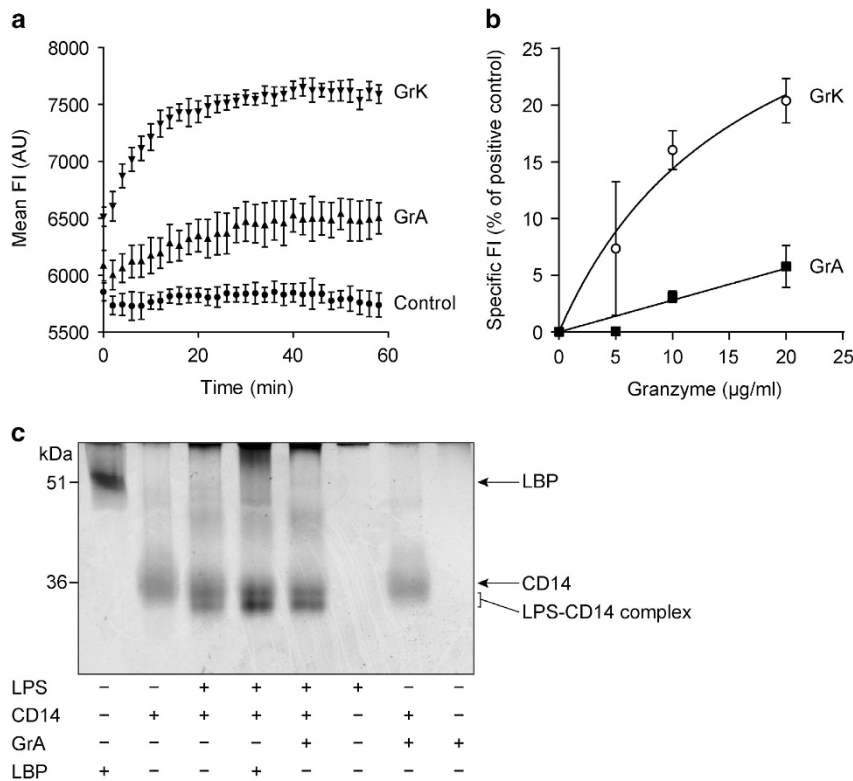 a
8000
7500
7000
6500
6000
5500
Mean FI (AU)
0 20 40 60
Time (min)
GrK
GrA
Control
b
25
20
15
10
5
0
Specific FI (% of positive control)
0 5 10 15 20 25
Granzyme (µg/ml)
GrK
GrA
c
kDa
51
36
LBP
CD14
LPS-CD14 complex
LPS − − + + + + − −
CD14 − + + + + − + −
GrA − − − − + − + +
LBP + − − + − − − −